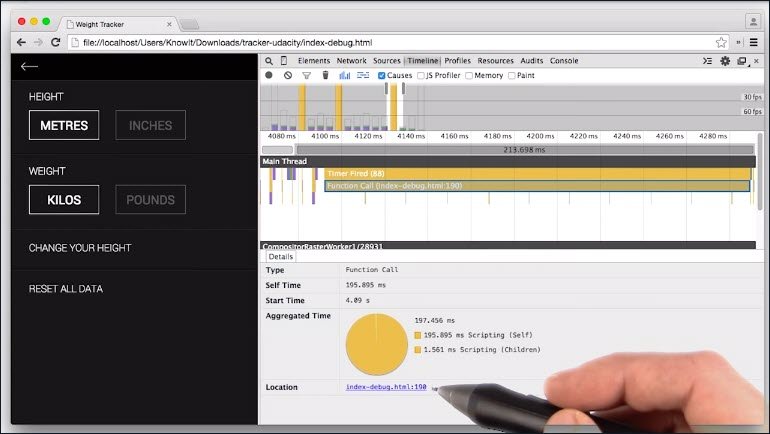 Weight Tracker
file://localhost/Users/KnowIt/Downloads/tracker-udacity/index-debug.html
HEIGHT
METRES
INCHES
WEIGHT
KILOS
POUNDS
CHANGE YOUR HEIGHT
RESET ALL DATA
Elements Network Sources Timeline Profiles Resources Audits Console
Causes JS Profiler Memory Paint
30 fps
60 fps
4080 ms 4100 ms 4120 ms 4140 ms 4160 ms 4180 ms 4200 ms 4220 ms 4240 ms 4260 ms 4280 ms
213.698 ms
Main Thread
Timer Fired (88)
Function Call (index-debug.html:190)
CompositorRasterWorker1/28931
Details
Type Function Call
Self Time 195.895 ms
Start Time 4.09 s
Aggregated Time
197.456 ms
195.895 ms Scripting (Self)
1.561 ms Scripting (Children)
Location index-debug.html:190